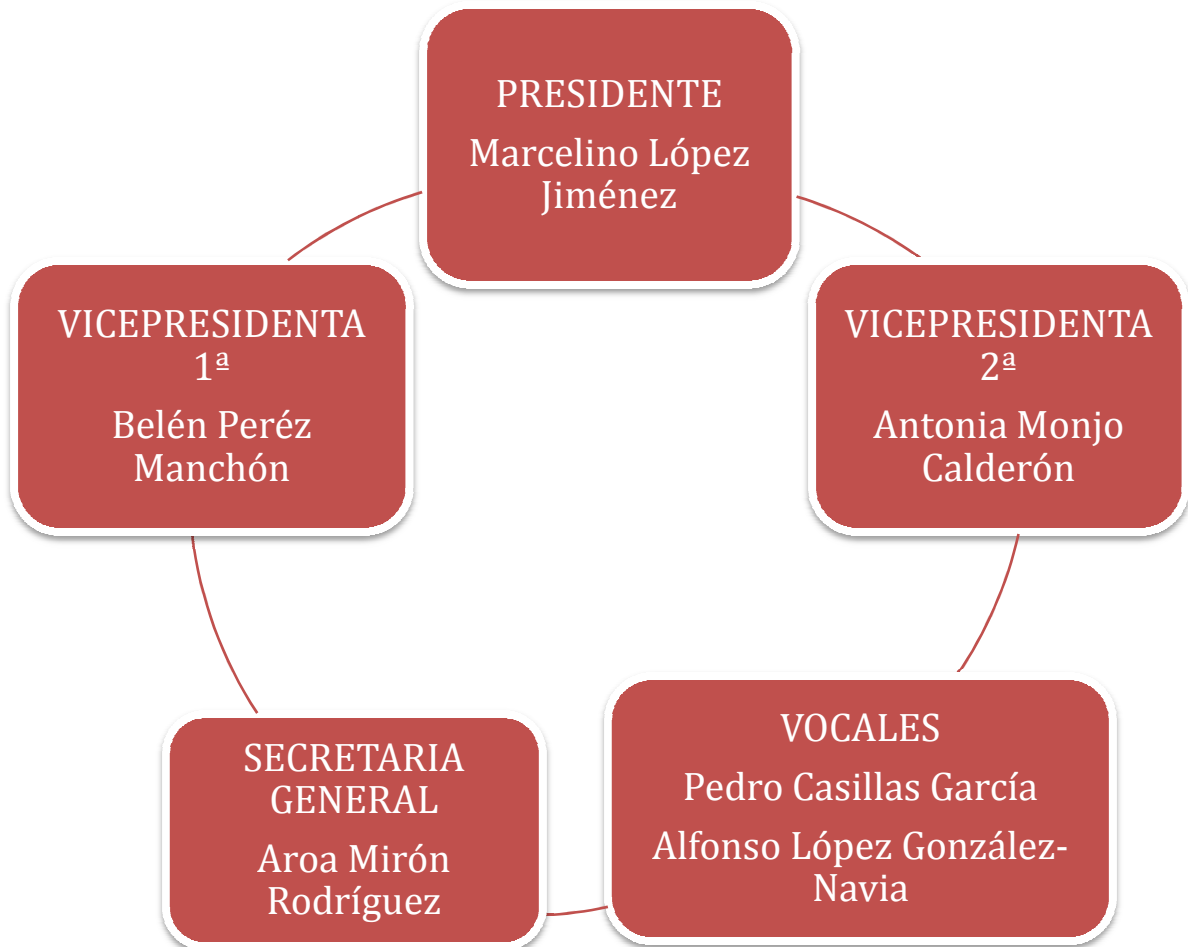 PRESIDENTE
Marcelino López
Jiménez
VICEPRESIDENTA
1ª
Belén Peréz
Manchón
VICEPRESIDENTA
2ª
Antonia Monjo
Calderón
SECRETARIA
GENERAL
Aroa Mirón
Rodríguez
VOCALES
Pedro Casillas García
Alfonso López González-
Navia